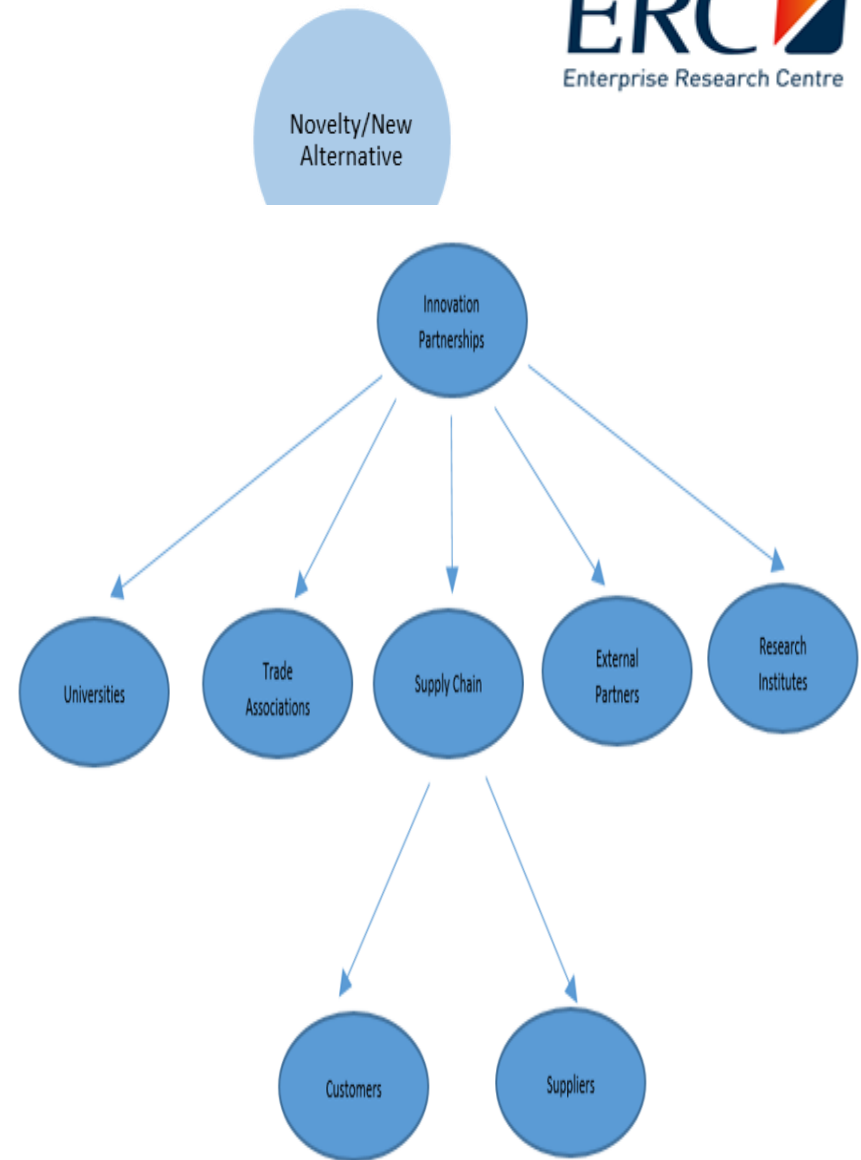 ERC
Enterprise Research Centre
Novelty/New
Alternative
Innovation
Partnerships
Universities
Trade
Associations
Supply Chain
External
Partners
Research
Institutes
Customers
Suppliers